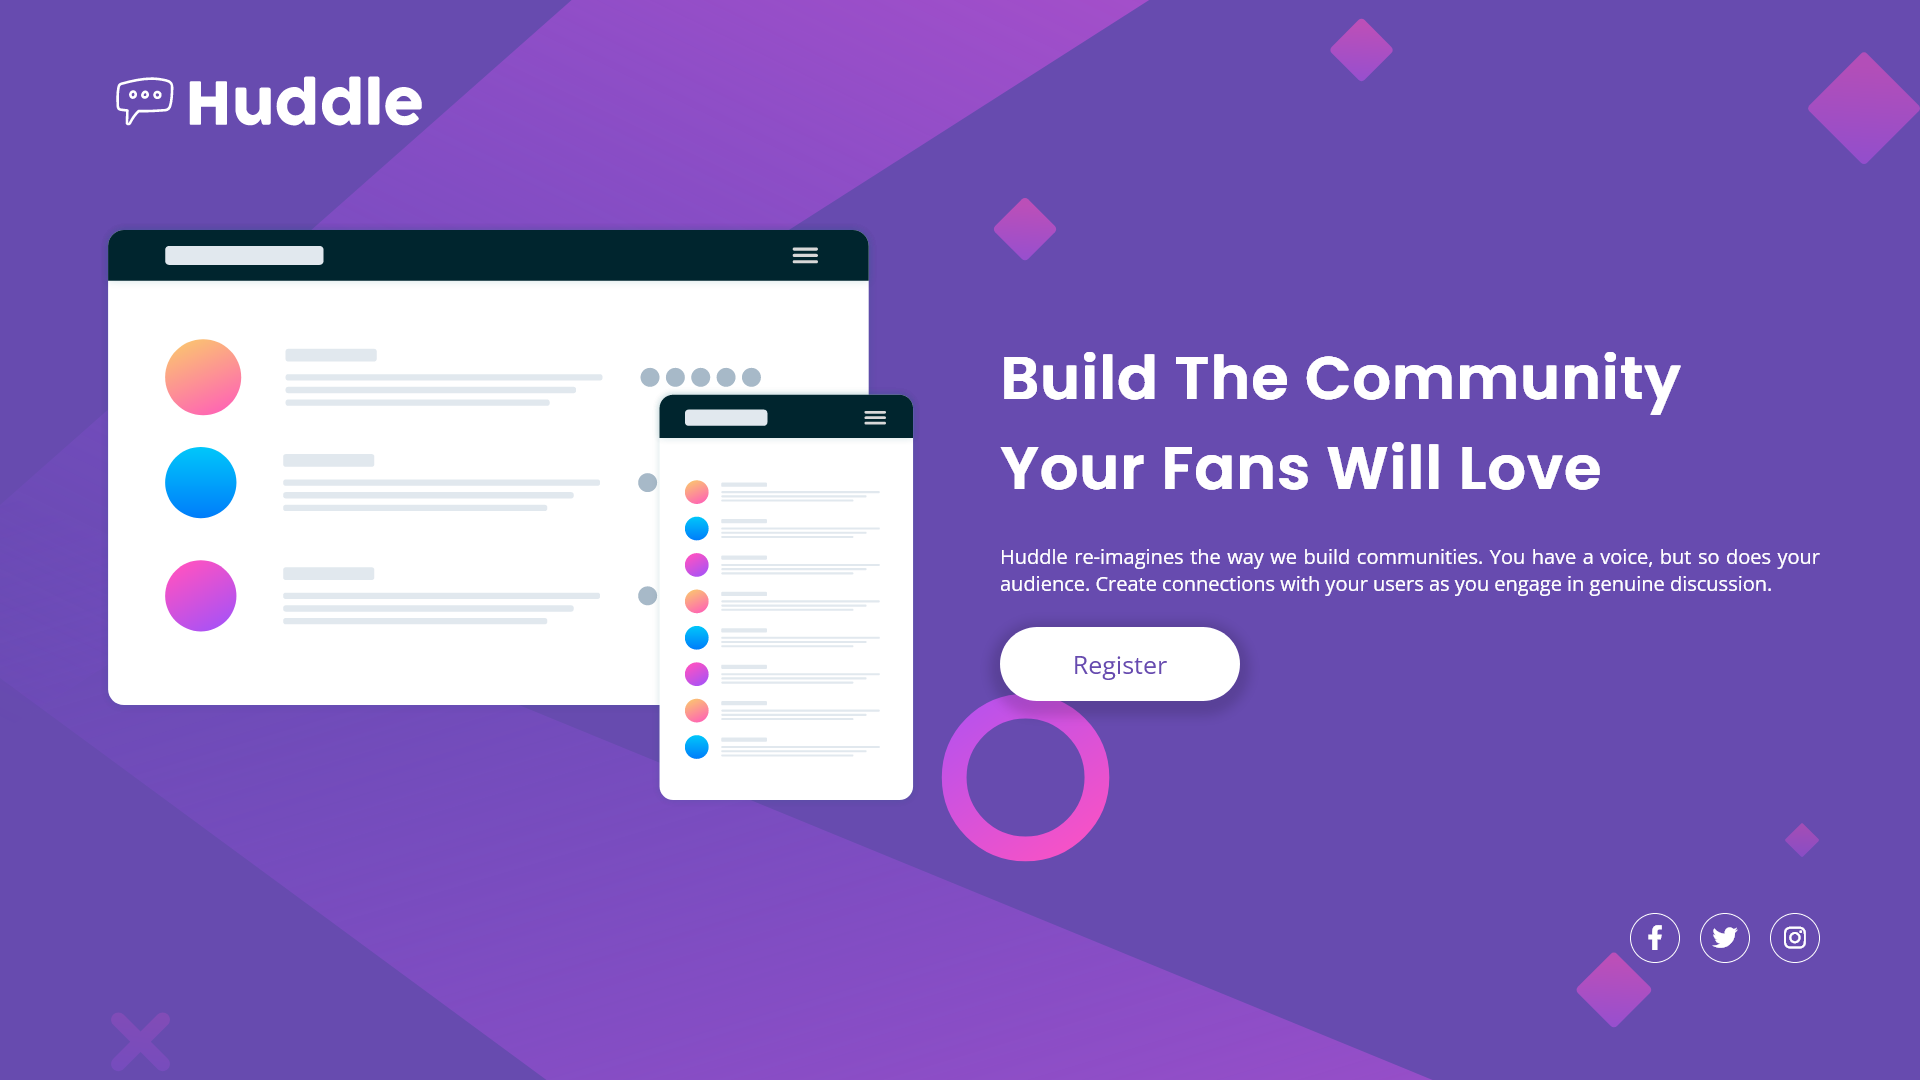 Huddle
Build The Community
Your Fans Will Love
Huddle re-imagines the way we build communities. You have a voice, but so does your
audience. Create connections with your users as you engage in genuine discussion.
Register